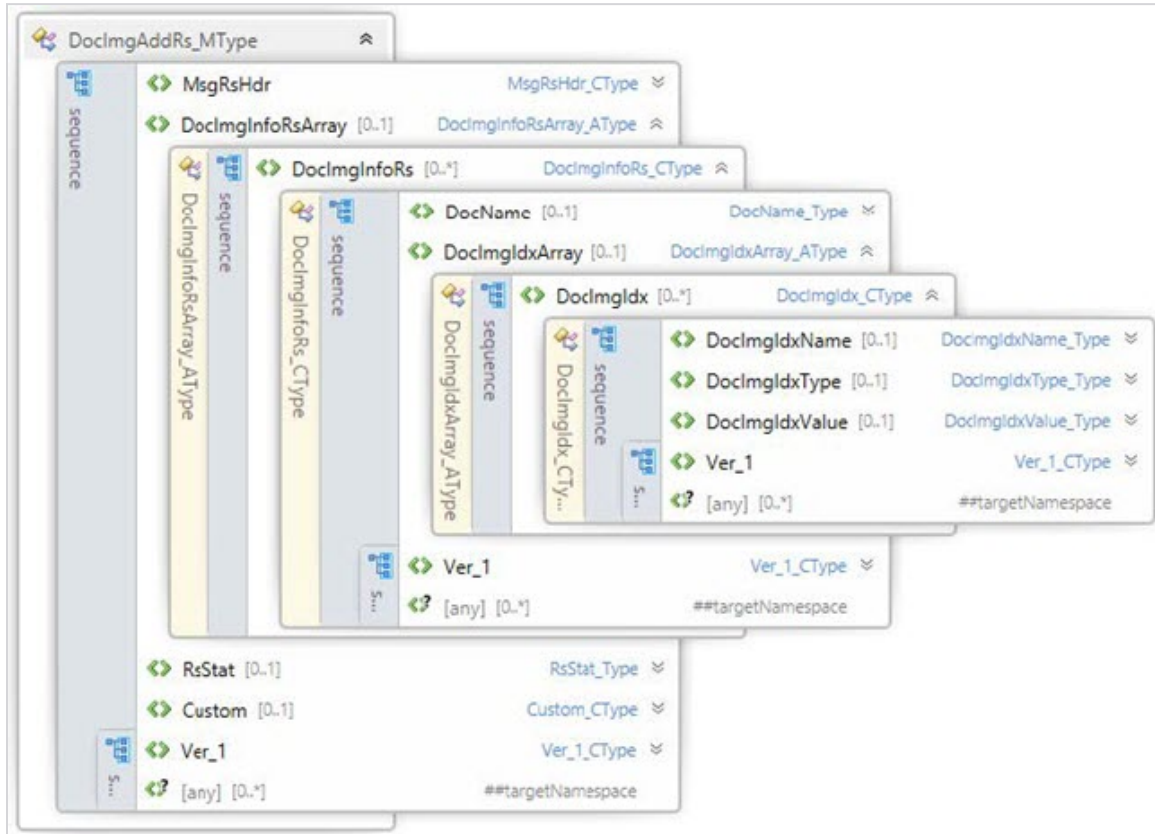 DocImgAddRs_MType
sequence
MsgRsHdr MsgRsHdr_CType
DocImgInfoRsArray [0..1] DocImgInfoRsArray_AType
DocImgInfoRsArray_AType
sequence
DocImgInfoRs [0..*] DocImgInfoRs_CType
DocImgInfoRs_CType
sequence
DocName [0..1] DocName_Type
DocImgIdxArray [0..1] DocImgIdxArray_AType
DocImgIdxArray_AType
sequence
DocImgIdx [0..*] DocImgIdx_CType
DocImgIdx_CTy...
sequence
DocImgIdxName [0..1] DocImgIdxName_Type
DocImgIdxType [0..1] DocImgIdxType_Type
DocImgIdxValue [0..1] DocImgIdxValue_Type
s...
Ver_1 Ver_1_CType
[any] [0..*] ##targetNamespace
s...
Ver_1 Ver_1_CType
[any] [0..*] ##targetNamespace
RsStat [0..1] RsStat_Type
Custom [0..1] Custom_CType
s...
Ver_1 Ver_1_CType
[any] [0..*] ##targetNamespace